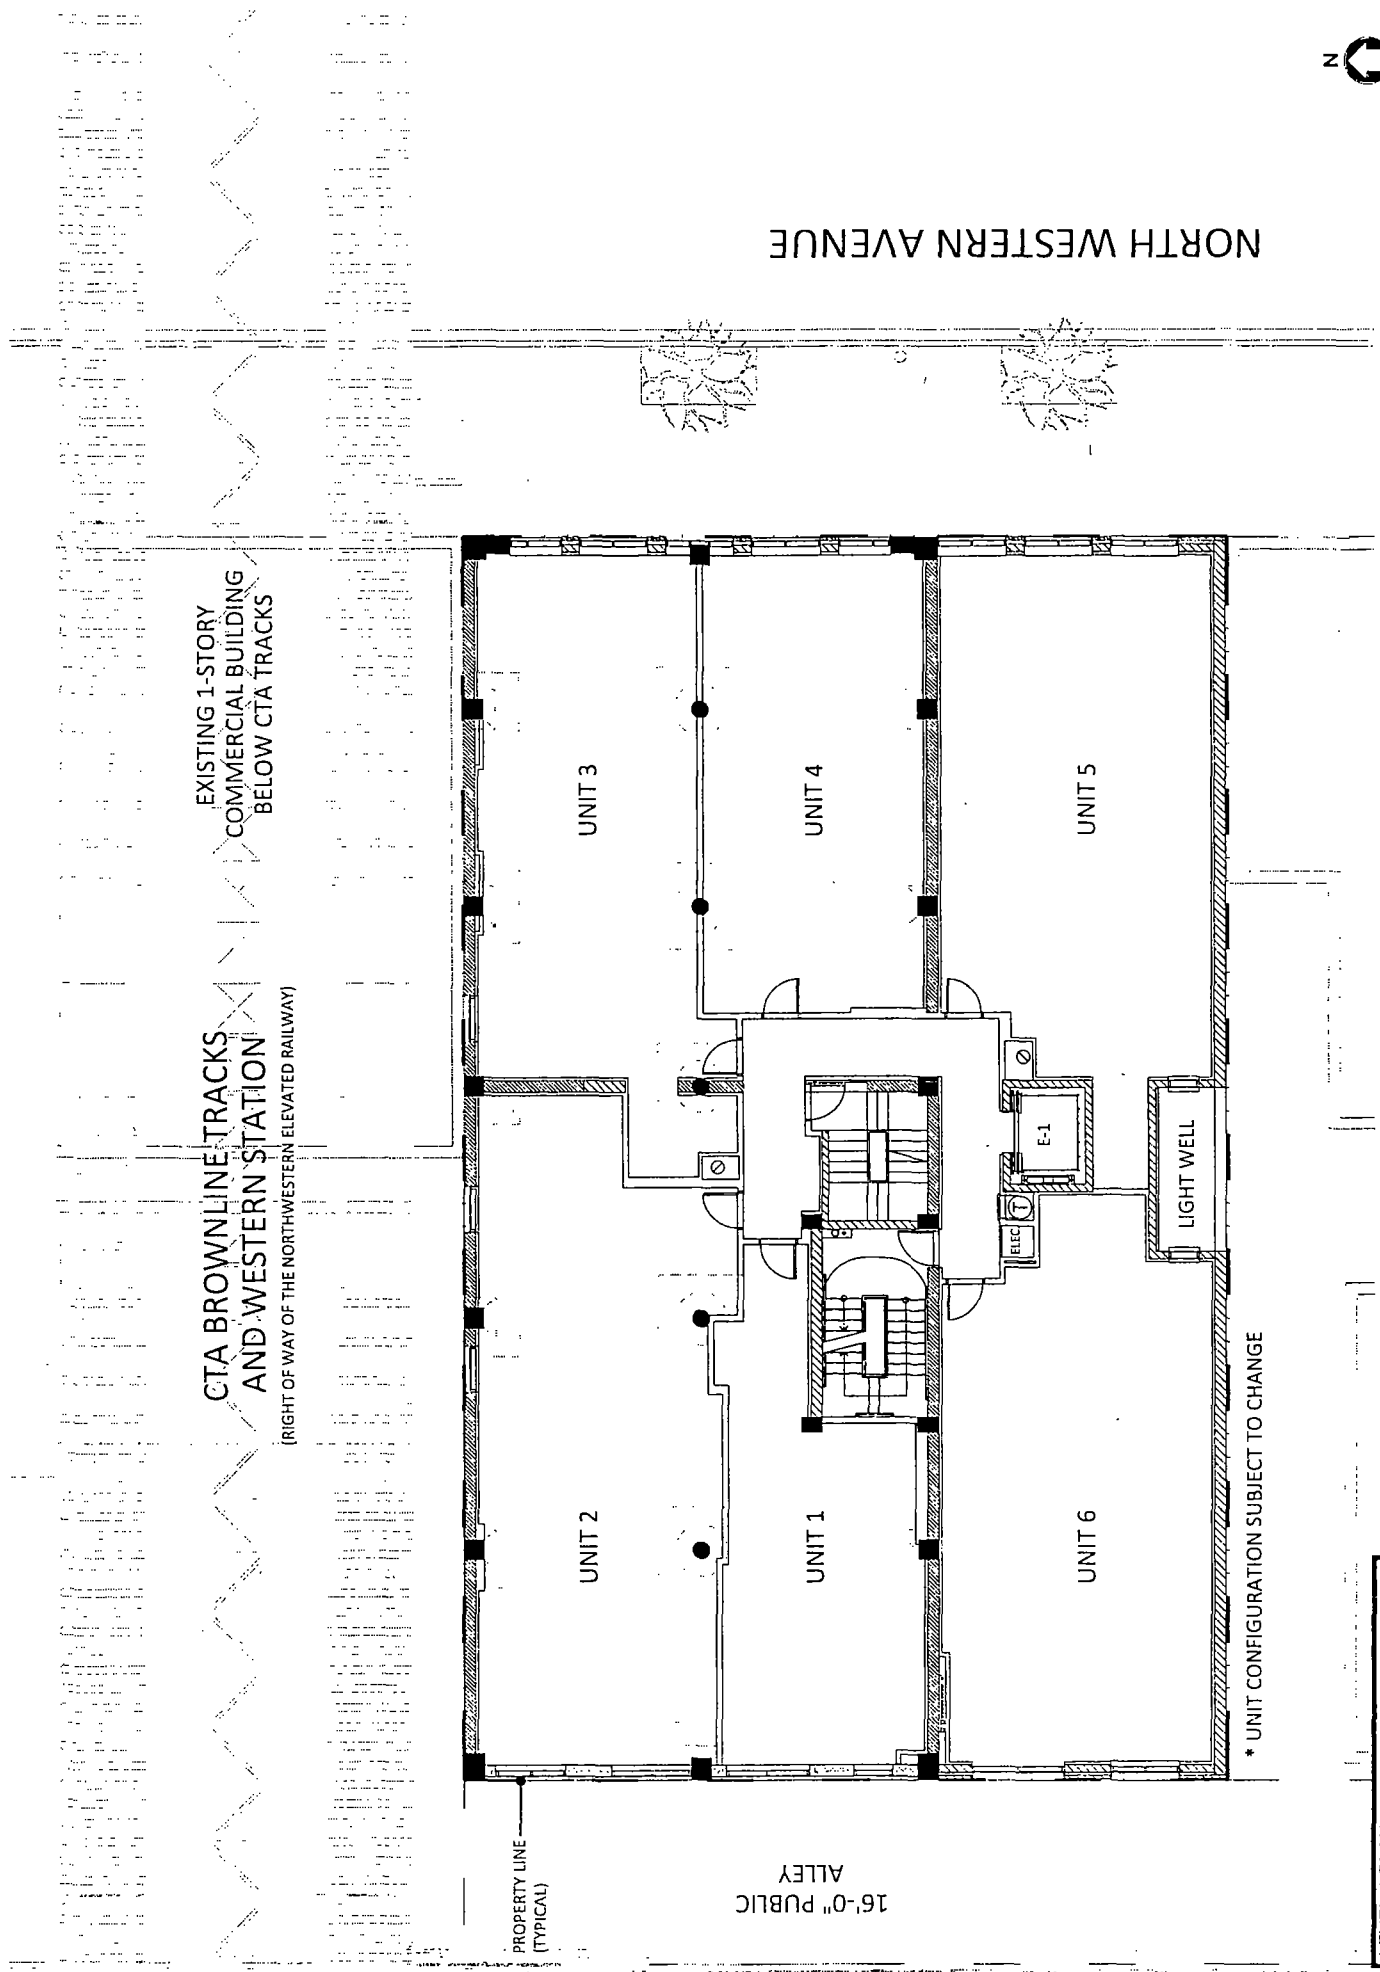 N
NORTH WESTERN AVENUE
EXISTING 1-STORY
COMMERCIAL BUILDING
BELOW CTA TRACKS
CTA BROWNLINE TRACKS
AND WESTERN STATION
(RIGHT OF WAY OF THE NORTHWESTERN ELEVATED RAILWAY)
UNIT 3
UNIT 4
UNIT 5
E-1
LIGHT WELL
T
ELEC
UNIT 2
UNIT 1
UNIT 6
* UNIT CONFIGURATION SUBJECT TO CHANGE
PROPERTY LINE
(TYPICAL)
16'-0" PUBLIC
ALLEY